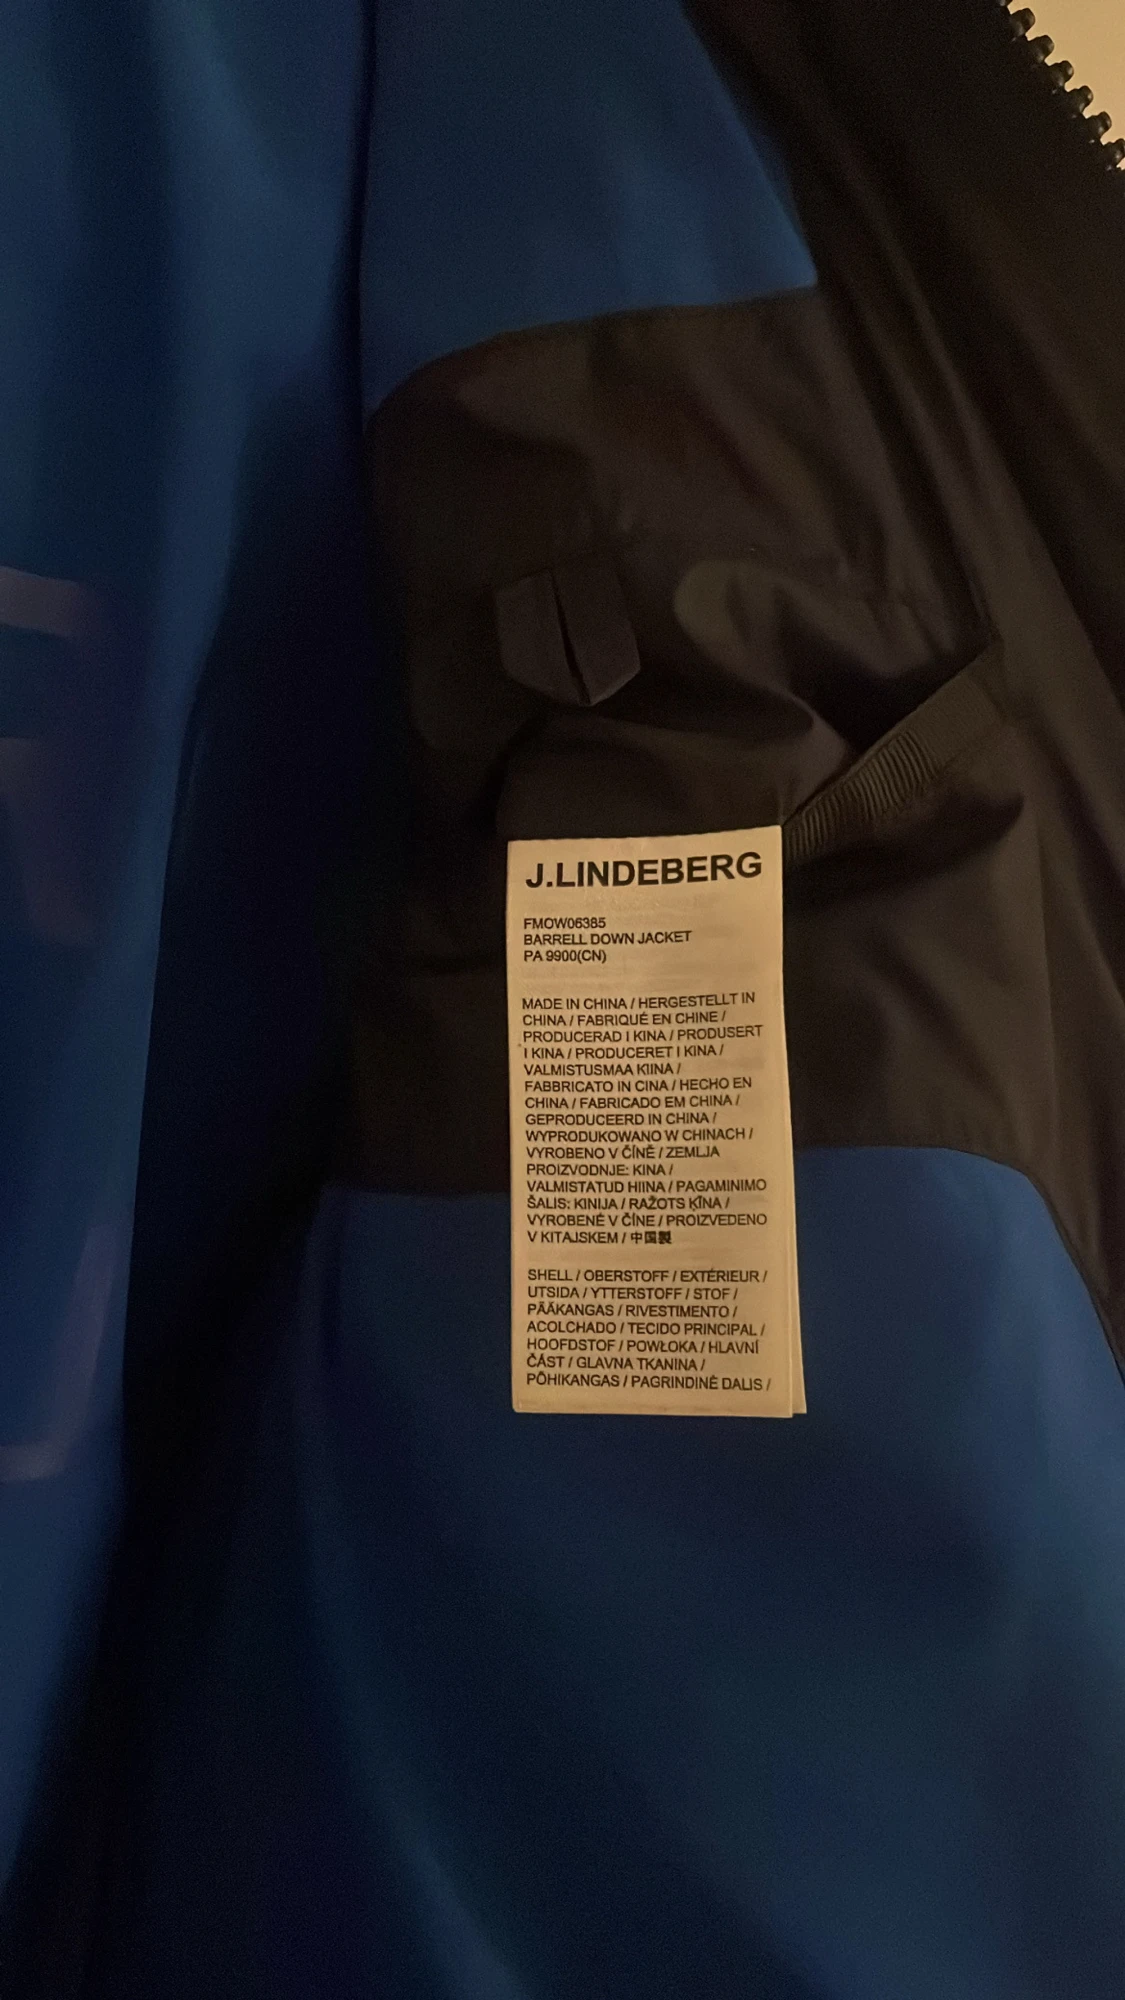 J.LINDEBERG
FMOW06385
BARRELL DOWN JACKET
PA 9900(CN)
MADE IN CHINA / HERGESTELLT IN
CHINA / FABRIQUÉ EN CHINE /
PRODUCERAD I KINA / PRODUSERT
I KINA / PRODUCERET I KINA /
VALMISTUSMAA KIINA /
FABBRICATO IN CINA / HECHO EN
CHINA / FABRICADO EM CHINA /
GEPRODUCEERD IN CHINA /
WYPRODUKOWANO W CHINACH /
VYROBENO V ČÍNĚ / ZEMLJA
PROIZVODNJE: KINA /
VALMISTATUD HIINA / PAGAMINIMO
ŠALIS: KINIJA / RAŽOTS ĶĪNA /
VYROBENÉ V ČÍNE / PROIZVEDENO
V KITAJSKEM / 中国製
SHELL / OBERSTOFF / EXTÉRIEUR /
UTSIDA / YTTERSTOFF / STOF /
PÄÄKANGAS / RIVESTIMENTO /
ACOLCHADO / TECIDO PRINCIPAL /
HOOFDSTOF / POWŁOKA / HLAVNÍ
ČÁST / GLAVNA TKANINA /
PÕHIKANGAS / PAGRINDINĖ DALIS /